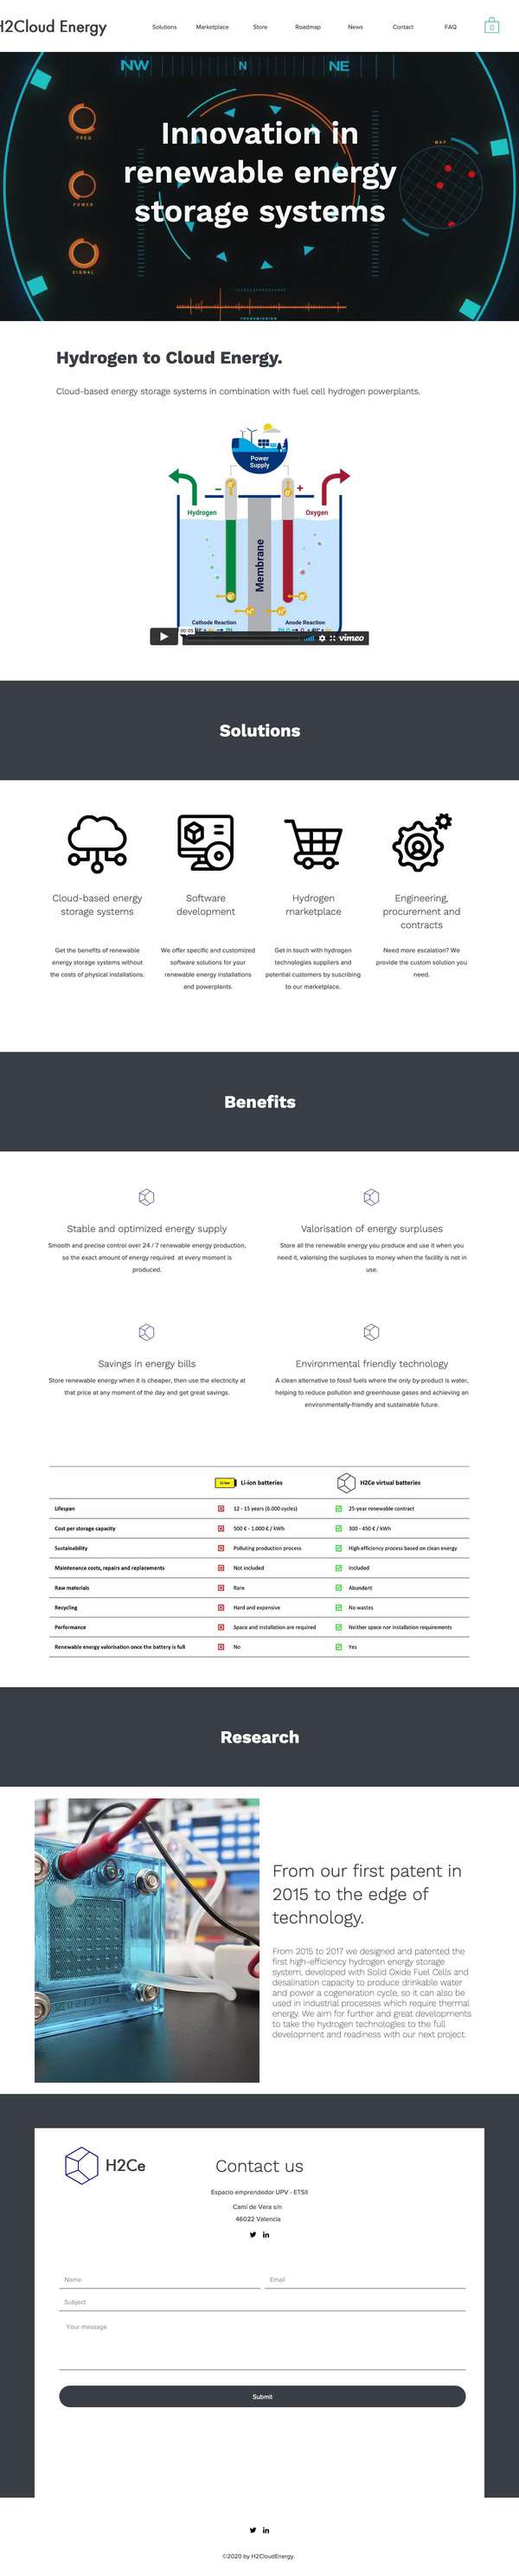 H2Cloud Energy
Solutions Marketplace Store Roadmap News Contact FAQ
0
NW N NE
FREQ
POWER
SIGNAL
MAP
Innovation in
renewable energy
storage systems
TRANSMISSION
Hydrogen to Cloud Energy.
Cloud-based energy storage systems in combination with fuel cell hydrogen powerplants.
Power
Supply
Hydrogen
Oxygen
Membrane
Cathode Reaction
Anode Reaction
00:05
vimeo
Solutions
Cloud-based energy
storage systems
Get the benefits of renewable
energy storage systems without
the costs of physical installations.
Software
development
We offer specific and customized
software solutions for your
renewable energy installations
and powerplants.
Hydrogen
marketplace
Get in touch with hydrogen
technologies suppliers and
potential customers by suscribing
to our marketplace.
Engineering,
procurement and
contracts
Need more escalation? We
provide the custom solution you
need.
Benefits
Stable and optimized energy supply
Smooth and precise control over 24 / 7 renewable energy production,
so the exact amount of energy required at every moment is
produced.
Valorisation of energy surpluses
Store all the renewable energy you produce and use it when you
need it, valorising the surpluses to money when the facility is not in
use.
Savings in energy bills
Store renewable energy when it is cheaper, then use the electricity at
that price at any moment of the day and get great savings.
Environmental friendly technology
A clean alternative to fossil fuels where the only by-product is water,
helping to reduce pollution and greenhouse gases and achieving an
environmentally-friendly and sustainable future.
Li-ion batteries H2Ce virtual batteries
Lifespan 12 - 15 years (6.000 cycles) 25-year renewable contract
Cost per storage capacity 500 € - 1.000 € / kWh 300 - 450 € / kWh
Sustainability Polluting production process High efficiency process based on clean energy
Maintenance costs, repairs and replacements Not included Included
Raw materials Rare Abundant
Recycling Hard and expensive No wastes
Performance Space and installation are required Neither space nor installation requirements
Renewable energy valorisation once the battery is full No Yes
Research
From our first patent in
2015 to the edge of
technology.
From 2015 to 2017 we designed and patented the
first high-efficiency hydrogen energy storage
system, developed with Solid Oxide Fuel Cells and
desalination capacity to produce drinkable water
and power a cogeneration cycle, so it can also be
used in industrial processes which require thermal
energy. We aim for further and great developments
to take the hydrogen technologies to the full
development and readiness with our next project.
H2Ce
Contact us
Espacio emprendedor UPV - ETSII
Camí de Vera s/n
46022 Valencia
Name Email
Subject
Your message
Submit
©2020 by H2CloudEnergy.